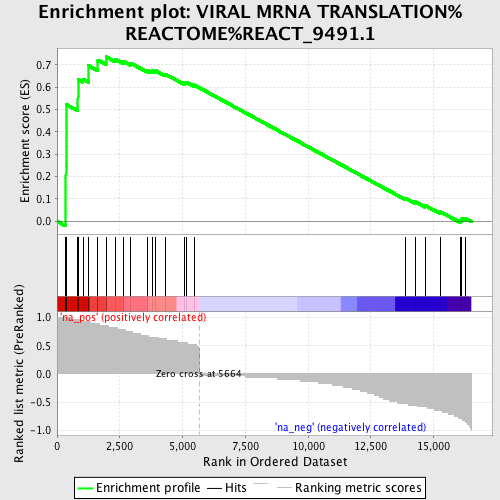 Enrichment plot: VIRAL MRNA TRANSLATION%
REACTOME%REACT_9491.1
Enrichment score (ES)
0.7
0.6
0.5
0.4
0.3
0.2
0.1
0.0
Ranked list metric (PreRanked)
1.0
0.5
0.0
-0.5
-1.0
'na_pos' (positively correlated)
Zero cross at 5664
'na_neg' (negatively correlated)
0 2,500 5,000 7,500 10,000 12,500 15,000
Rank in Ordered Dataset
Enrichment profile Hits Ranking metric scores